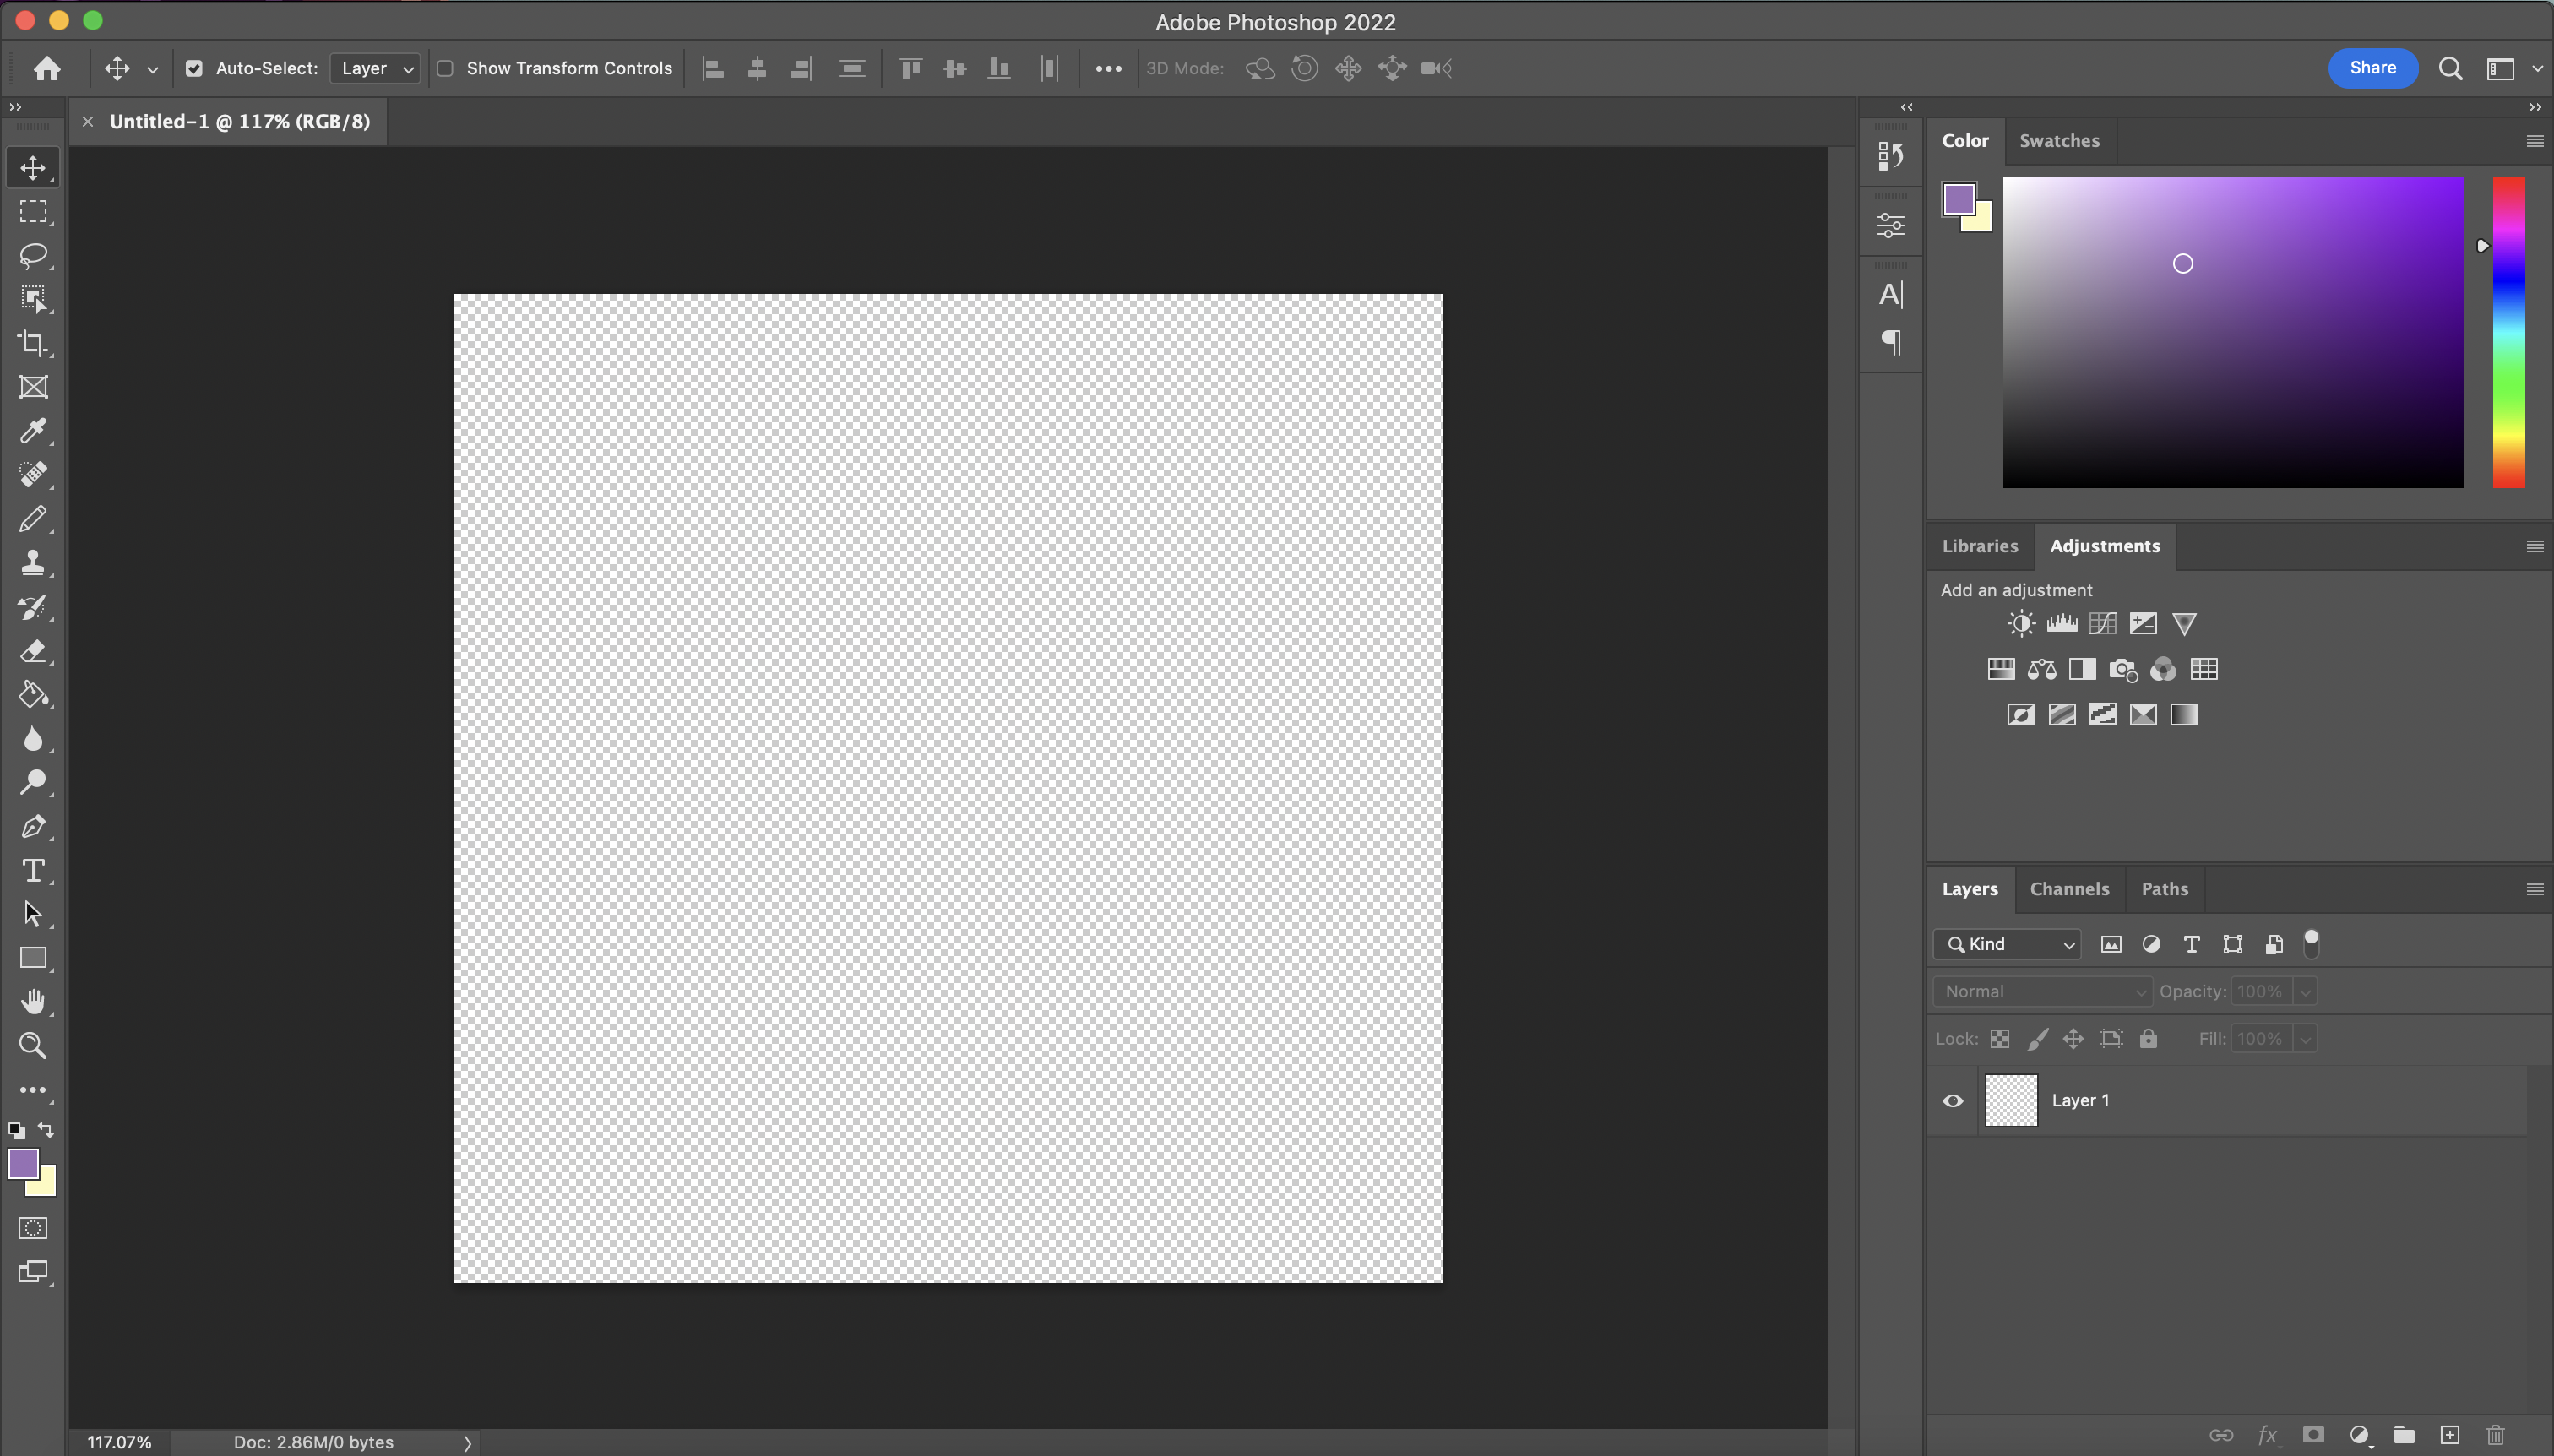 Adobe Photoshop 2022
Auto-Select: Layer Show Transform Controls 3D Mode: Share
Untitled-1 @ 117% (RGB/8)
Color Swatches
Libraries Adjustments
Add an adjustment
Layers Channels Paths
Kind
Normal Opacity: 100%
Lock: Fill: 100%
Layer 1
117.07% Doc: 2.86M/0 bytes